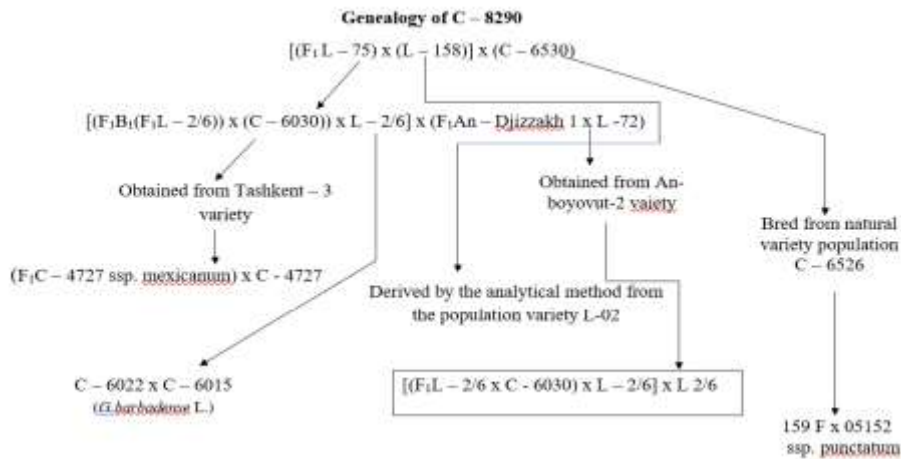 Genealogy of C – 8290
[(F₁ L – 75) x (L – 158)] x (C – 6530)
[(F₁B₁(F₁L – 2/6)) x (C – 6030)) x L – 2/6] x (F₁An – Djizzakh 1 x L -72)
Obtained from Tashkent – 3
variety
Obtained from An-
boyovut-2 vaiety
Bred from natural
variety population
C – 6526
(F₁C – 4727 ssp. mexicanum) x C - 4727
Derived by the analytical method from
the population variety L-02
C – 6022 x C – 6015
(G.barbadense L.)
[(F₁L – 2/6 x C - 6030) x L – 2/6] x L 2/6
159 F x 05152
ssp. punctatum